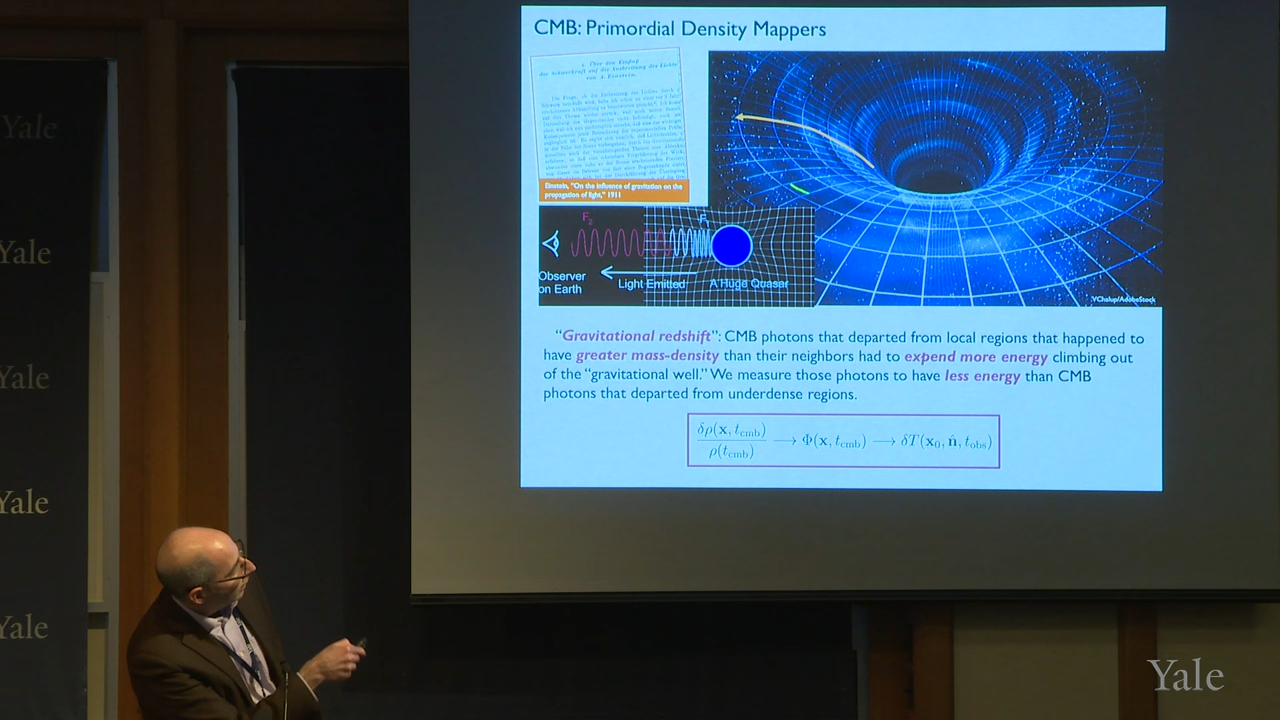 CMB: Primordial Density Mappers
von A. Einstein.
Einstein, "On the influence of gravitation on the
propagation of light," 1911
F2
F
Observer
on Earth
Light Emitted
A Huge Quasar
VChalup/AdobeStock
"Gravitational redshift": CMB photons that departed from local regions that happened to
have greater mass-density than their neighbors had to expend more energy climbing out
of the "gravitational well." We measure those photons to have less energy than CMB
photons that departed from underdense regions.
δρ(x, t_cmb)/ρ(t_cmb) → Φ(x, t_cmb) → δT(x₀, n̂, t_obs)
Yale
Yale
Yale
Yale
Yale
Yale